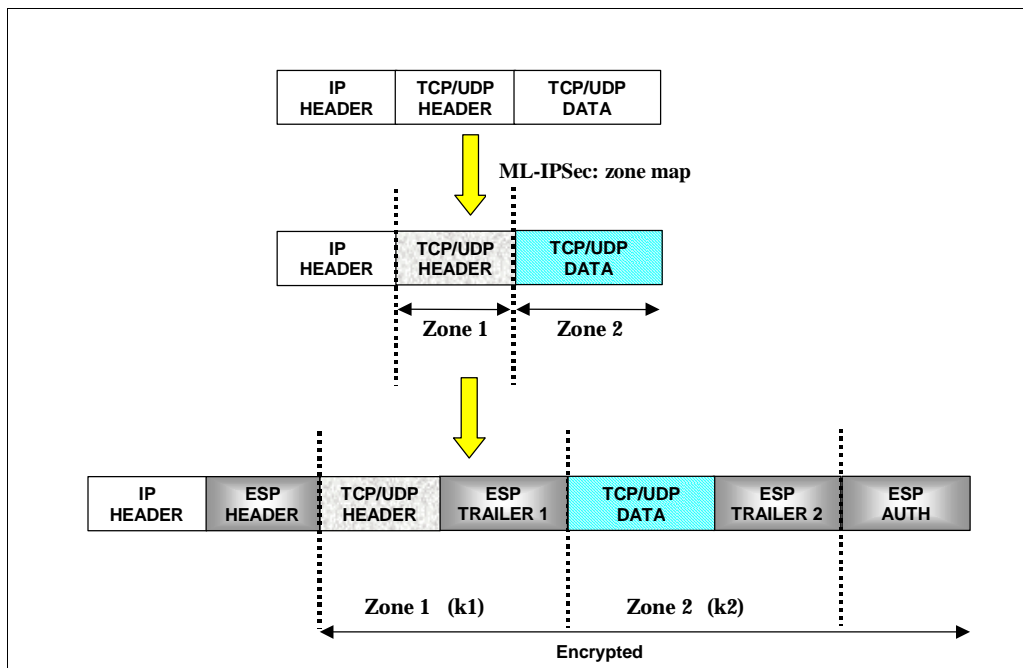 IP HEADER
TCP/UDP HEADER
TCP/UDP DATA
ML-IPSec: zone map
IP HEADER
TCP/UDP HEADER
TCP/UDP DATA
Zone 1
Zone 2
IP HEADER
ESP HEADER
TCP/UDP HEADER
ESP TRAILER 1
TCP/UDP DATA
ESP TRAILER 2
ESP AUTH
Zone 1 (k1)
Zone 2 (k2)
Encrypted